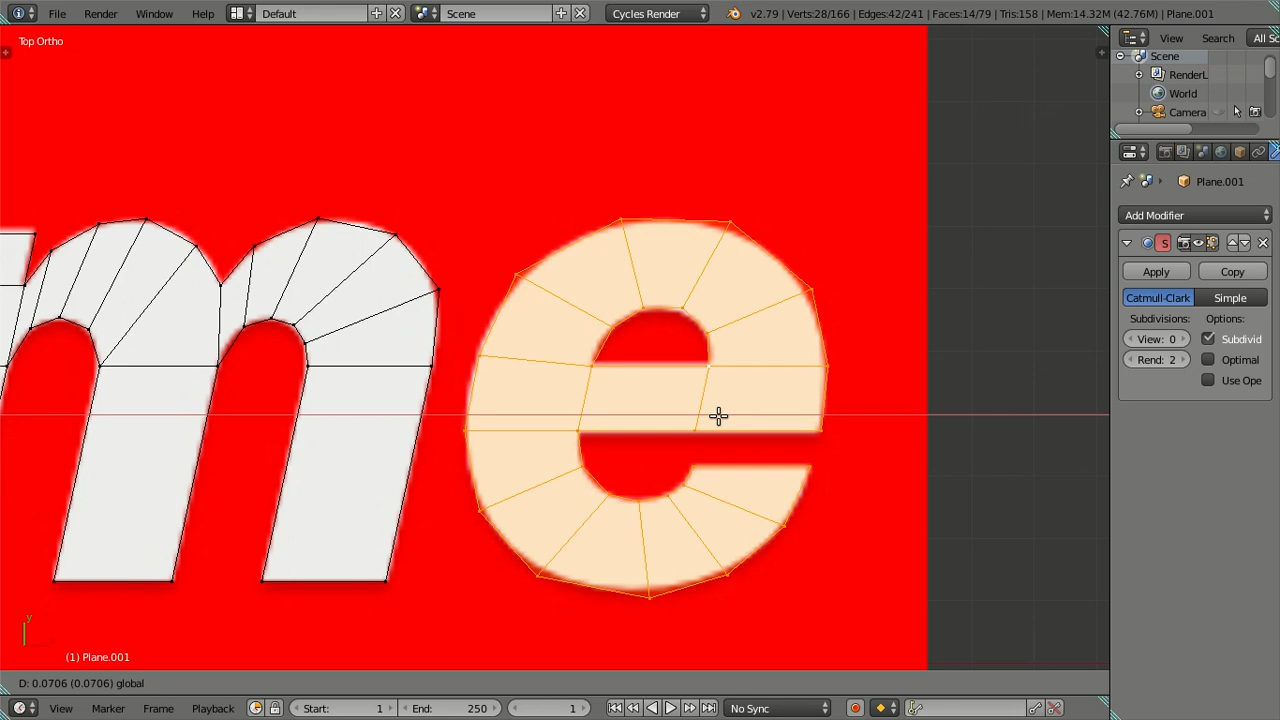 File Render Window Help Default Scene Cycles Render v2.79 | Verts:28/166 | Edges:42/241 | Faces:14/79 | Tris:158 | Mem:14.32M (42.76M) | Plane.001
Top Ortho
View Search All Sc
Scene
RenderL
World
Camera
Plane.001
Add Modifier
S
Apply Copy
Catmull-Clark Simple
Subdivisions: Options:
View: 0 Subdivid
Rend: 2 Optimal
Use Ope
me
y
(1) Plane.001
D: 0.0706 (0.0706) global
View Marker Frame Playback Start: 1 End: 250 1 No Sync